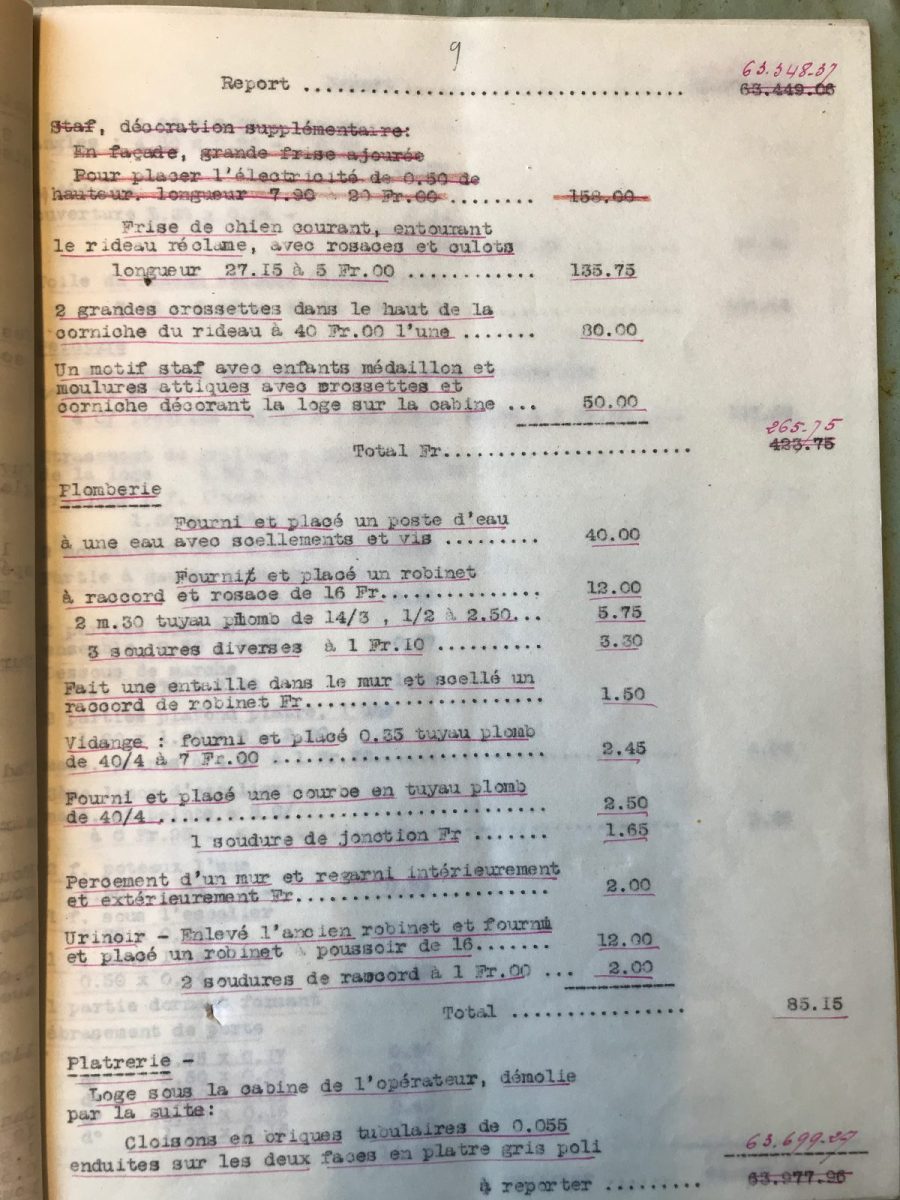 9
63.348.37
Report .................................. 63.449.06
Staf, décoration supplémentaire:
En façade, grande frise ajourée
Pour placer l'électricité de 0.50 de
hauteur. longueur 7.90 à 20 Fr.00 ........ 158.00
Frise de chien courant, entourant
le rideau réclame, avec rosaces et culots
longueur 27.15 à 5 Fr.00 ............ 135.75
2 grandes crossettes dans le haut de la
corniche du rideau à 40 Fr.00 l'une ....... 80.00
Un motif staf avec enfants médaillon et
moulures attiques avec crossettes et
corniche décorant la loge sur la cabine ... 50.00
265.75
Total Fr....................... 423.75
Plomberie
Fourni et placé un poste d'eau
à une eau avec scellements et vis ......... 40.00
Fournit et placé un robinet
à raccord et rosace de 16 Fr............... 12.00
2 m.30 tuyau plomb de 14/3 , 1/2 à 2.50... 5.75
3 soudures diverses à 1 Fr.10 .......... 3.30
Fait une entaille dans le mur et scellé un
raccord de robinet Fr...................... 1.50
Vidange : fourni et placé 0.35 tuyau plomb
de 40/4 à 7 Fr.00 ......................... 2.45
Fourni et placé une courbe en tuyau plomb
de 40/4 ................................... 2.50
1 soudure de jonction Fr ....... 1.65
Percement d'un mur et regarni intérieurement
et extérieurement Fr....................... 2.00
Urinoir - Enlevé l'ancien robinet et fourni
et placé un robinet à poussoir de 16....... 12.00
2 soudures de raccord à 1 Fr.00 ... 2.00
Total ................ 85.15
Platrerie -
Loge sous la cabine de l'opérateur, démolie
par la suite:
Cloisons en briques tubulaires de 0.055
enduites sur les deux faces en platre gris poli
63.699.27
à reporter ......... 63.977.96